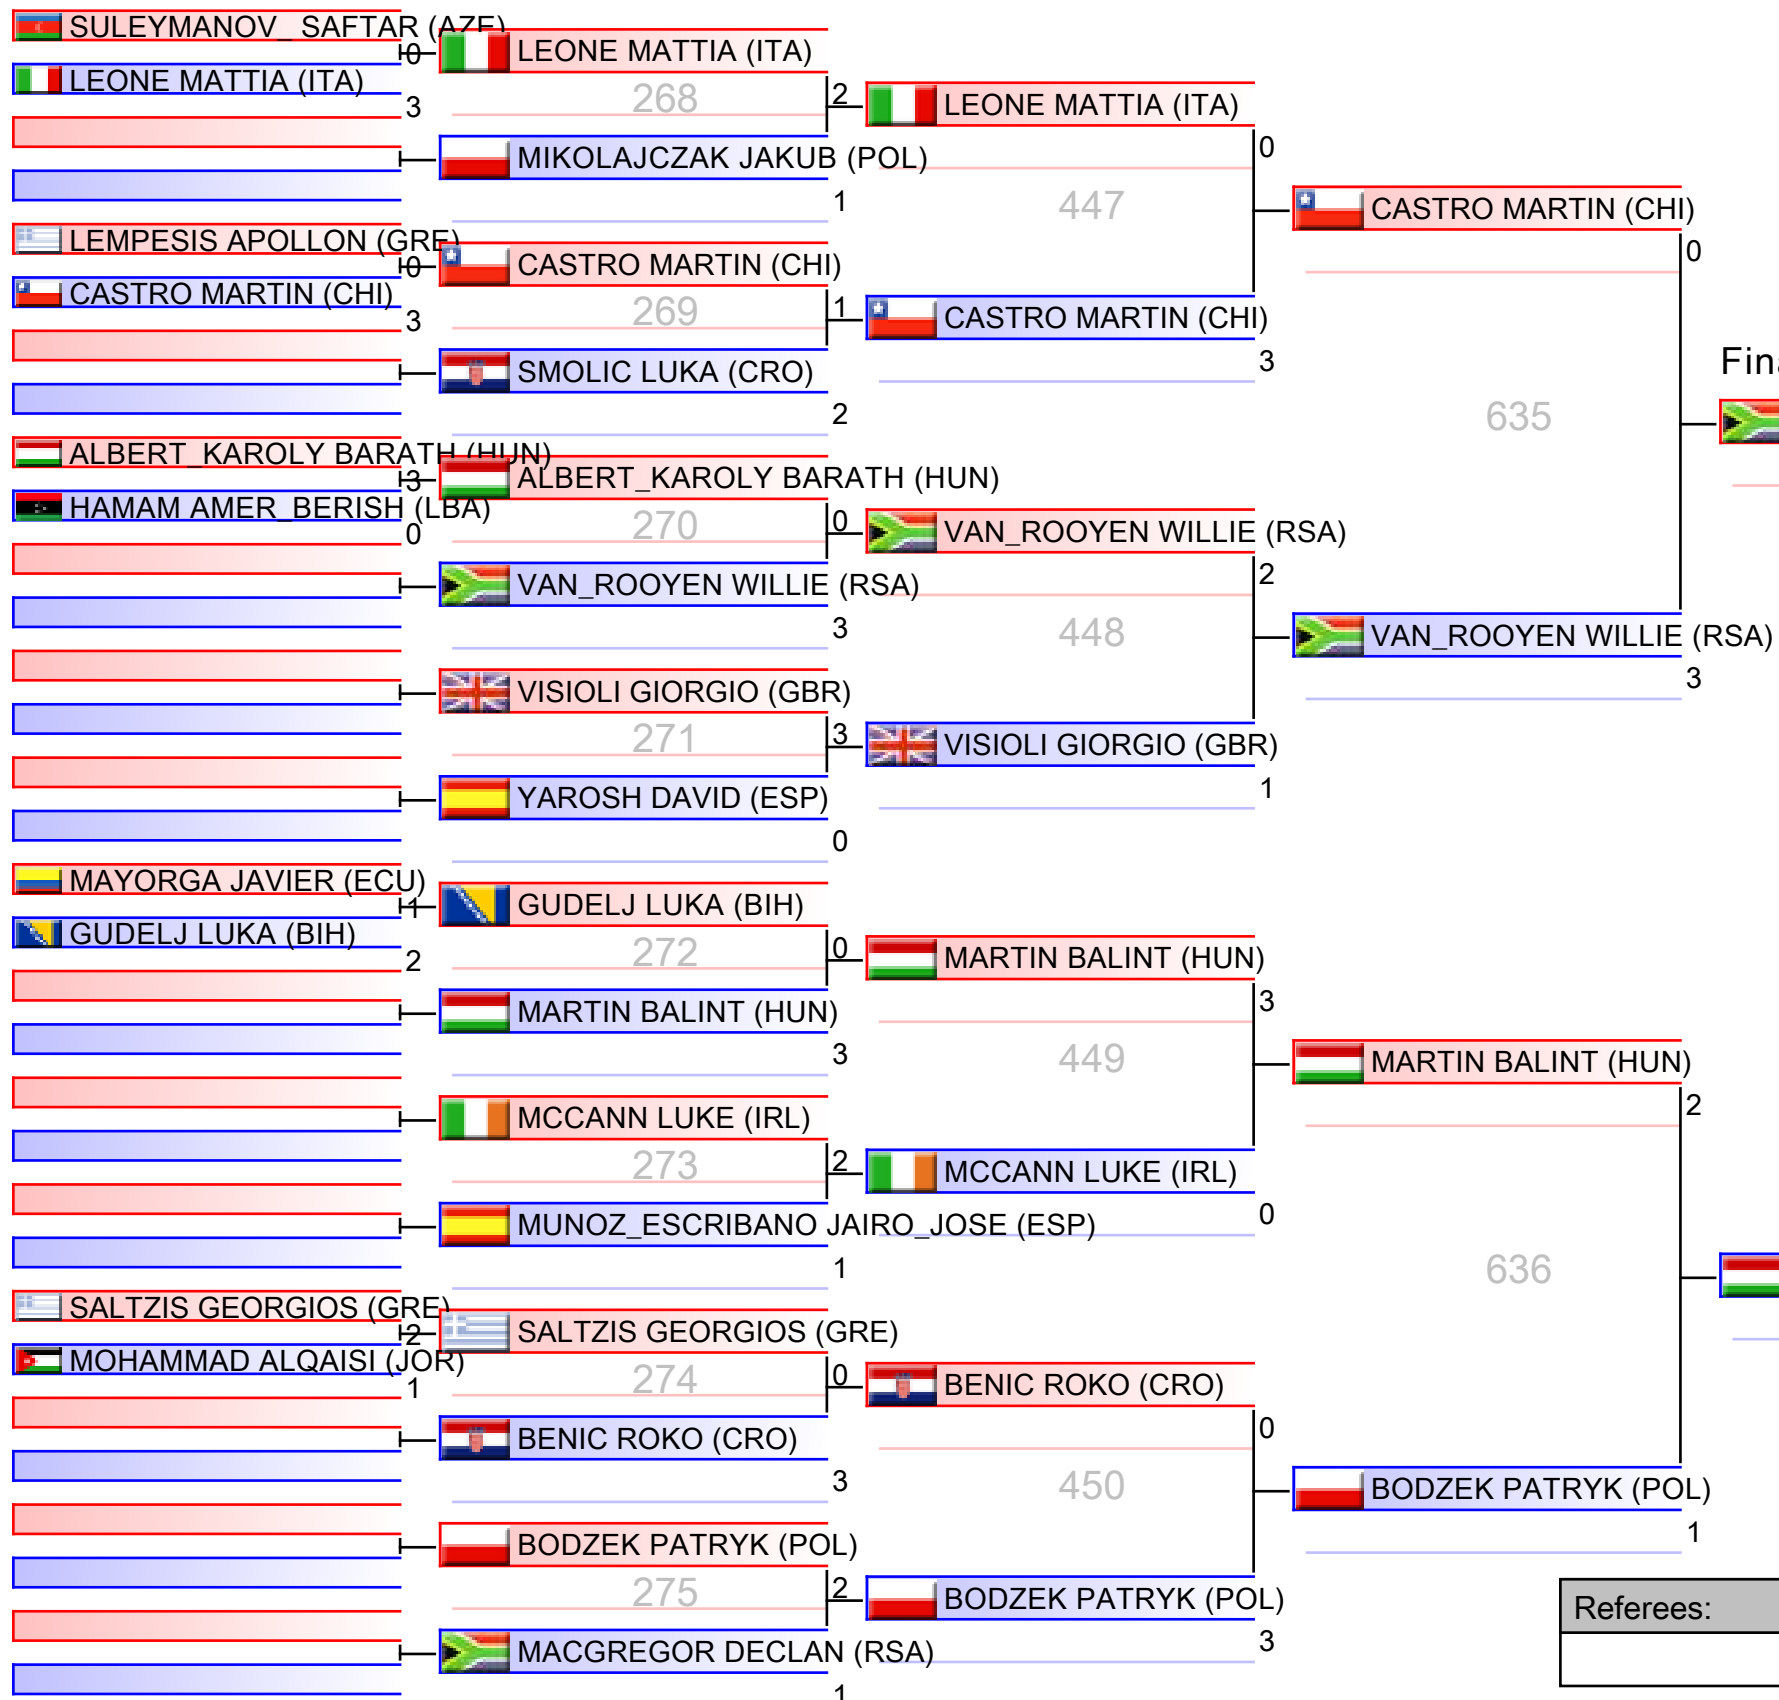 SULEYMANOV_ SAFTAR (AZE)
0
LEONE MATTIA (ITA)
3
LEMPESIS APOLLON (GRE)
0
CASTRO MARTIN (CHI)
3
ALBERT_KAROLY BARATH (HUN)
3
HAMAM AMER_BERISH (LBA)
0
MAYORGA JAVIER (ECU)
1
GUDELJ LUKA (BIH)
2
SALTZIS GEORGIOS (GRE)
2
MOHAMMAD ALQAISI (JOR)
1
LEONE MATTIA (ITA)
268
2
MIKOLAJCZAK JAKUB (POL)
1
CASTRO MARTIN (CHI)
269
1
SMOLIC LUKA (CRO)
2
ALBERT_KAROLY BARATH (HUN)
270
0
VAN_ROOYEN WILLIE (RSA)
3
VISIOLI GIORGIO (GBR)
271
3
YAROSH DAVID (ESP)
0
GUDELJ LUKA (BIH)
272
0
MARTIN BALINT (HUN)
3
MCCANN LUKE (IRL)
273
2
MUNOZ_ESCRIBANO JAIRO_JOSE (ESP)
1
SALTZIS GEORGIOS (GRE)
274
0
BENIC ROKO (CRO)
3
BODZEK PATRYK (POL)
275
2
MACGREGOR DECLAN (RSA)
1
LEONE MATTIA (ITA)
0
447
CASTRO MARTIN (CHI)
3
VAN_ROOYEN WILLIE (RSA)
2
448
VISIOLI GIORGIO (GBR)
1
MARTIN BALINT (HUN)
3
449
MCCANN LUKE (IRL)
0
BENIC ROKO (CRO)
0
450
BODZEK PATRYK (POL)
3
CASTRO MARTIN (CHI)
0
635
VAN_ROOYEN WILLIE (RSA)
3
MARTIN BALINT (HUN)
2
636
BODZEK PATRYK (POL)
1
Fina
Referees: